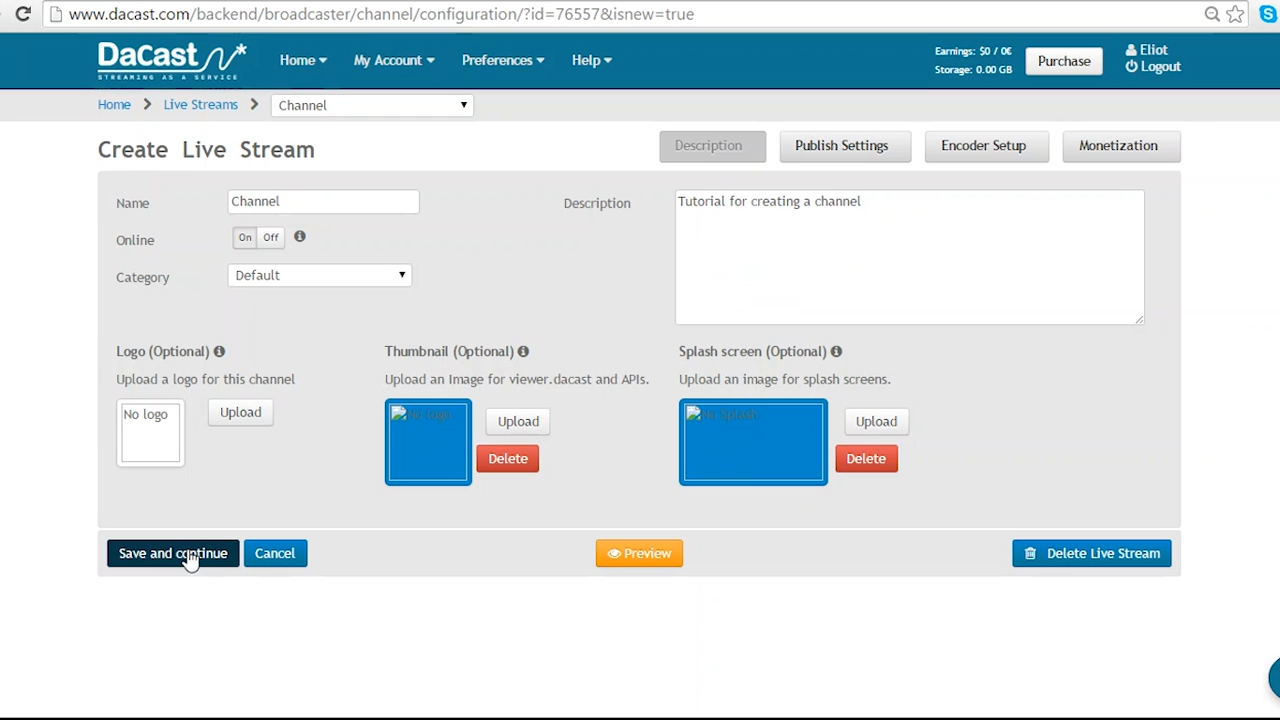 www.dacast.com/backend/broadcaster/channel/configuration/?id=76557&isnew=true
DaCast
STREAMING AS A SERVICE
Home
My Account
Preferences
Help
Earnings: $0 / 0€
Storage: 0.00 GB
Purchase
Eliot
Logout
Home
Live Streams
Channel
Create Live Stream
Description
Publish Settings
Encoder Setup
Monetization
Name
Channel
Description
Tutorial for creating a channel
Online
On
Off
Category
Default
Logo (Optional)
Thumbnail (Optional)
Splash screen (Optional)
Upload a logo for this channel
Upload an Image for viewer.dacast and APIs.
Upload an image for splash screens.
No logo
Upload
No logo
Upload
Delete
No splash
Upload
Delete
Save and continue
Cancel
Preview
Delete Live Stream